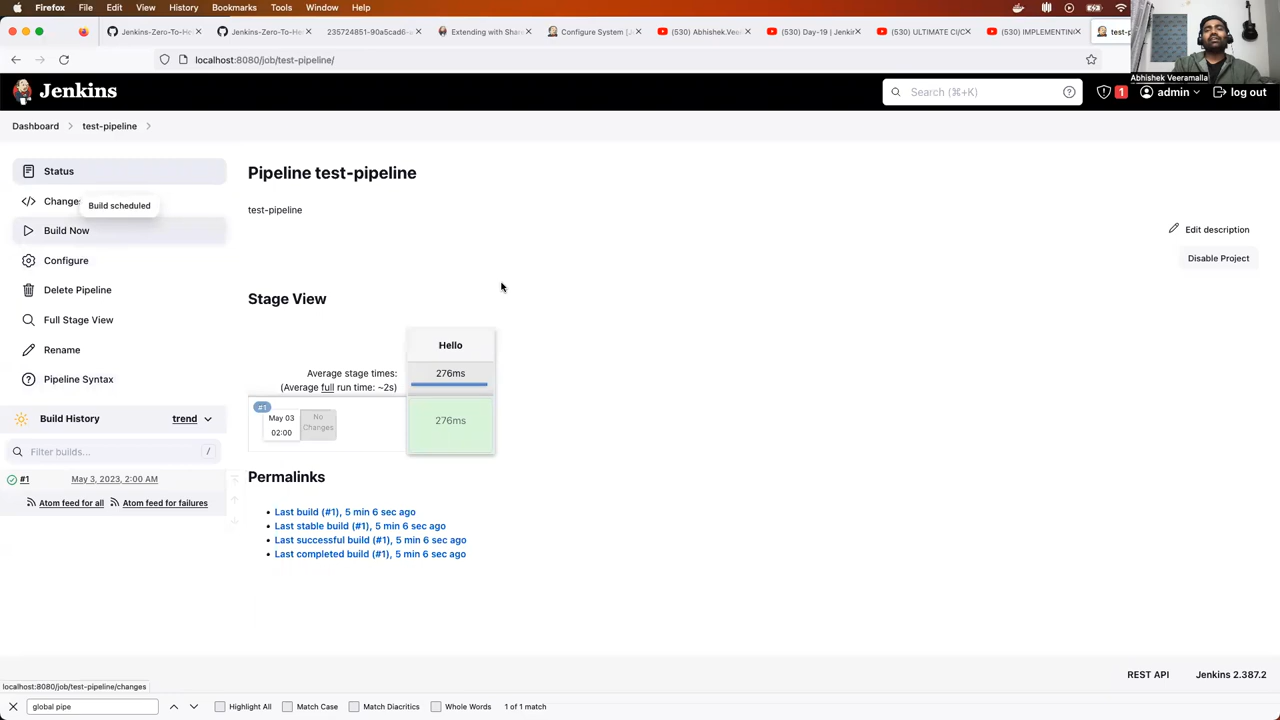 Firefox File Edit View History Bookmarks Tools Window Help
Jenkins-Zero-To-He
Jenkins-Zero-To-He
235724851-90a5cad6-a
Extending with Share
Configure System [J
(530) Abhishek.Vee
(530) Day-19 | Jenkin
(530) ULTIMATE CI/C
(530) IMPLEMENTIN
test-p
localhost:8080/job/test-pipeline/
Abhishek Veeramalla
Jenkins
Search (⌘+K)
1
admin
log out
Dashboard
test-pipeline
Status
Changes
Build scheduled
Build Now
Configure
Delete Pipeline
Full Stage View
Rename
Pipeline Syntax
Build History
trend
Filter builds...
/
#1
May 3, 2023, 2:00 AM
Atom feed for all
Atom feed for failures
Pipeline test-pipeline
test-pipeline
Edit description
Disable Project
Stage View
Hello
Average stage times:
276ms
(Average full run time: ~2s)
#1
May 03
02:00
No
Changes
276ms
Permalinks
Last build (#1), 5 min 6 sec ago
Last stable build (#1), 5 min 6 sec ago
Last successful build (#1), 5 min 6 sec ago
Last completed build (#1), 5 min 6 sec ago
REST API
Jenkins 2.387.2
localhost:8080/job/test-pipeline/changes
global pipe
Highlight All
Match Case
Match Diacritics
Whole Words
1 of 1 match